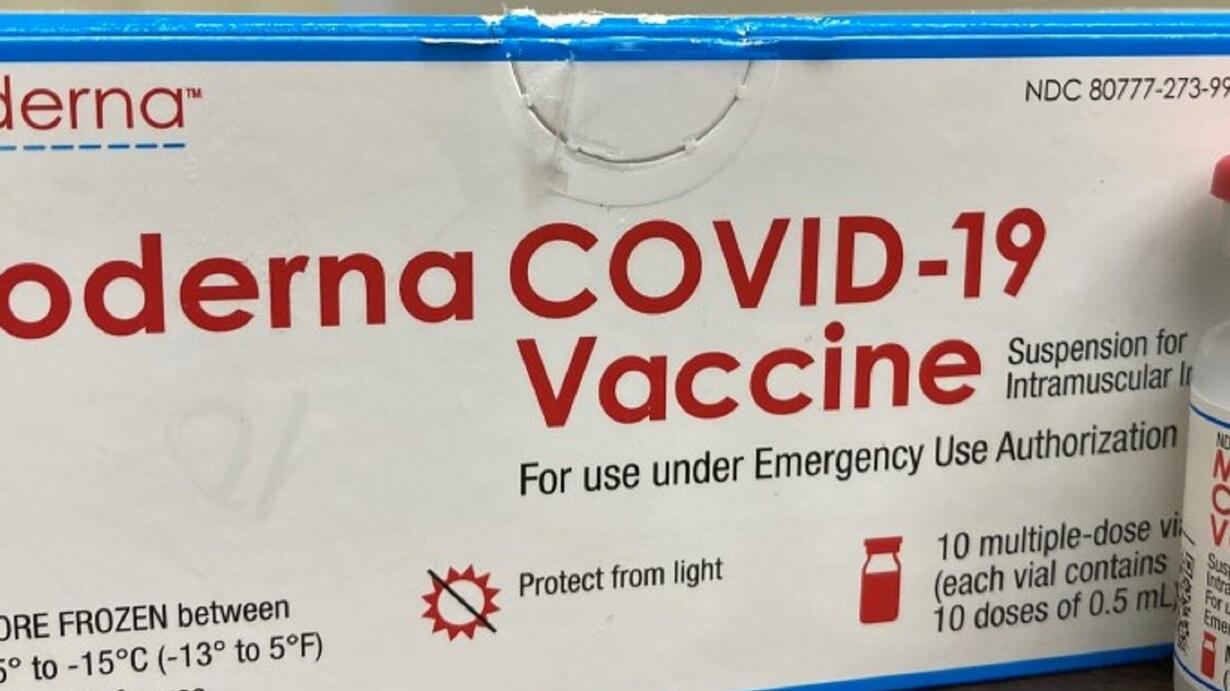 derna™
NDC 80777-273-99
oderna COVID-19
Vaccine
Suspension for
Intramuscular
For use under Emergency Use Authorization
ORE FROZEN between
5° to -15°C (-13° to 5°F)
Protect from light
10 multiple-dose
(each vial contains
10 doses of 0.5 mL)